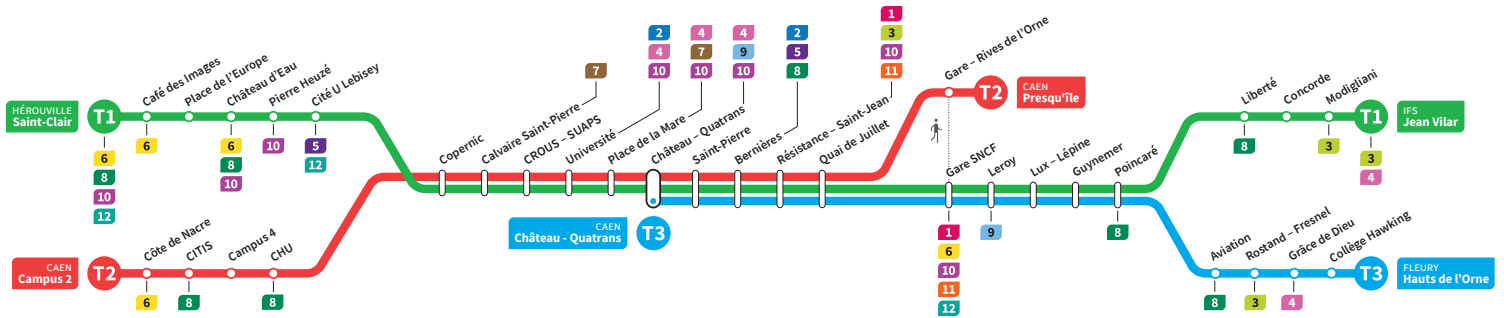 HÉROUVILLE
Saint-Clair
T1
6
8
10
12
Café des Images
6
Place de l'Europe
Château d'Eau
6
8
10
Pierre Heuzé
10
Cité U Lebisey
5
12
CAEN
Campus 2
T2
Côte de Nacre
6
CITIS
8
Campus 4
CHU
8
Copernic
Calvaire Saint-Pierre
7
CROUS – SUAPS
Université
2
4
10
Place de la Mare
4
7
10
Château – Quatrans
4
9
10
CAEN
Château - Quatrans
T3
Saint-Pierre
Bernières
2
5
8
Résistance – Saint-Jean
1
3
10
11
Quai de Juillet
Gare – Rives de l'Orne
T2
CAEN
Presqu'île
Gare SNCF
1
6
10
11
12
Leroy
9
Lux – Lépine
Guynemer
Poincaré
8
Liberté
8
Concorde
Modigliani
3
T1
3
4
IFS
Jean Vilar
Aviation
8
Rostand – Fresnel
3
Grâce de Dieu
4
Collège Hawking
T3
FLEURY
Hauts de l'Orne